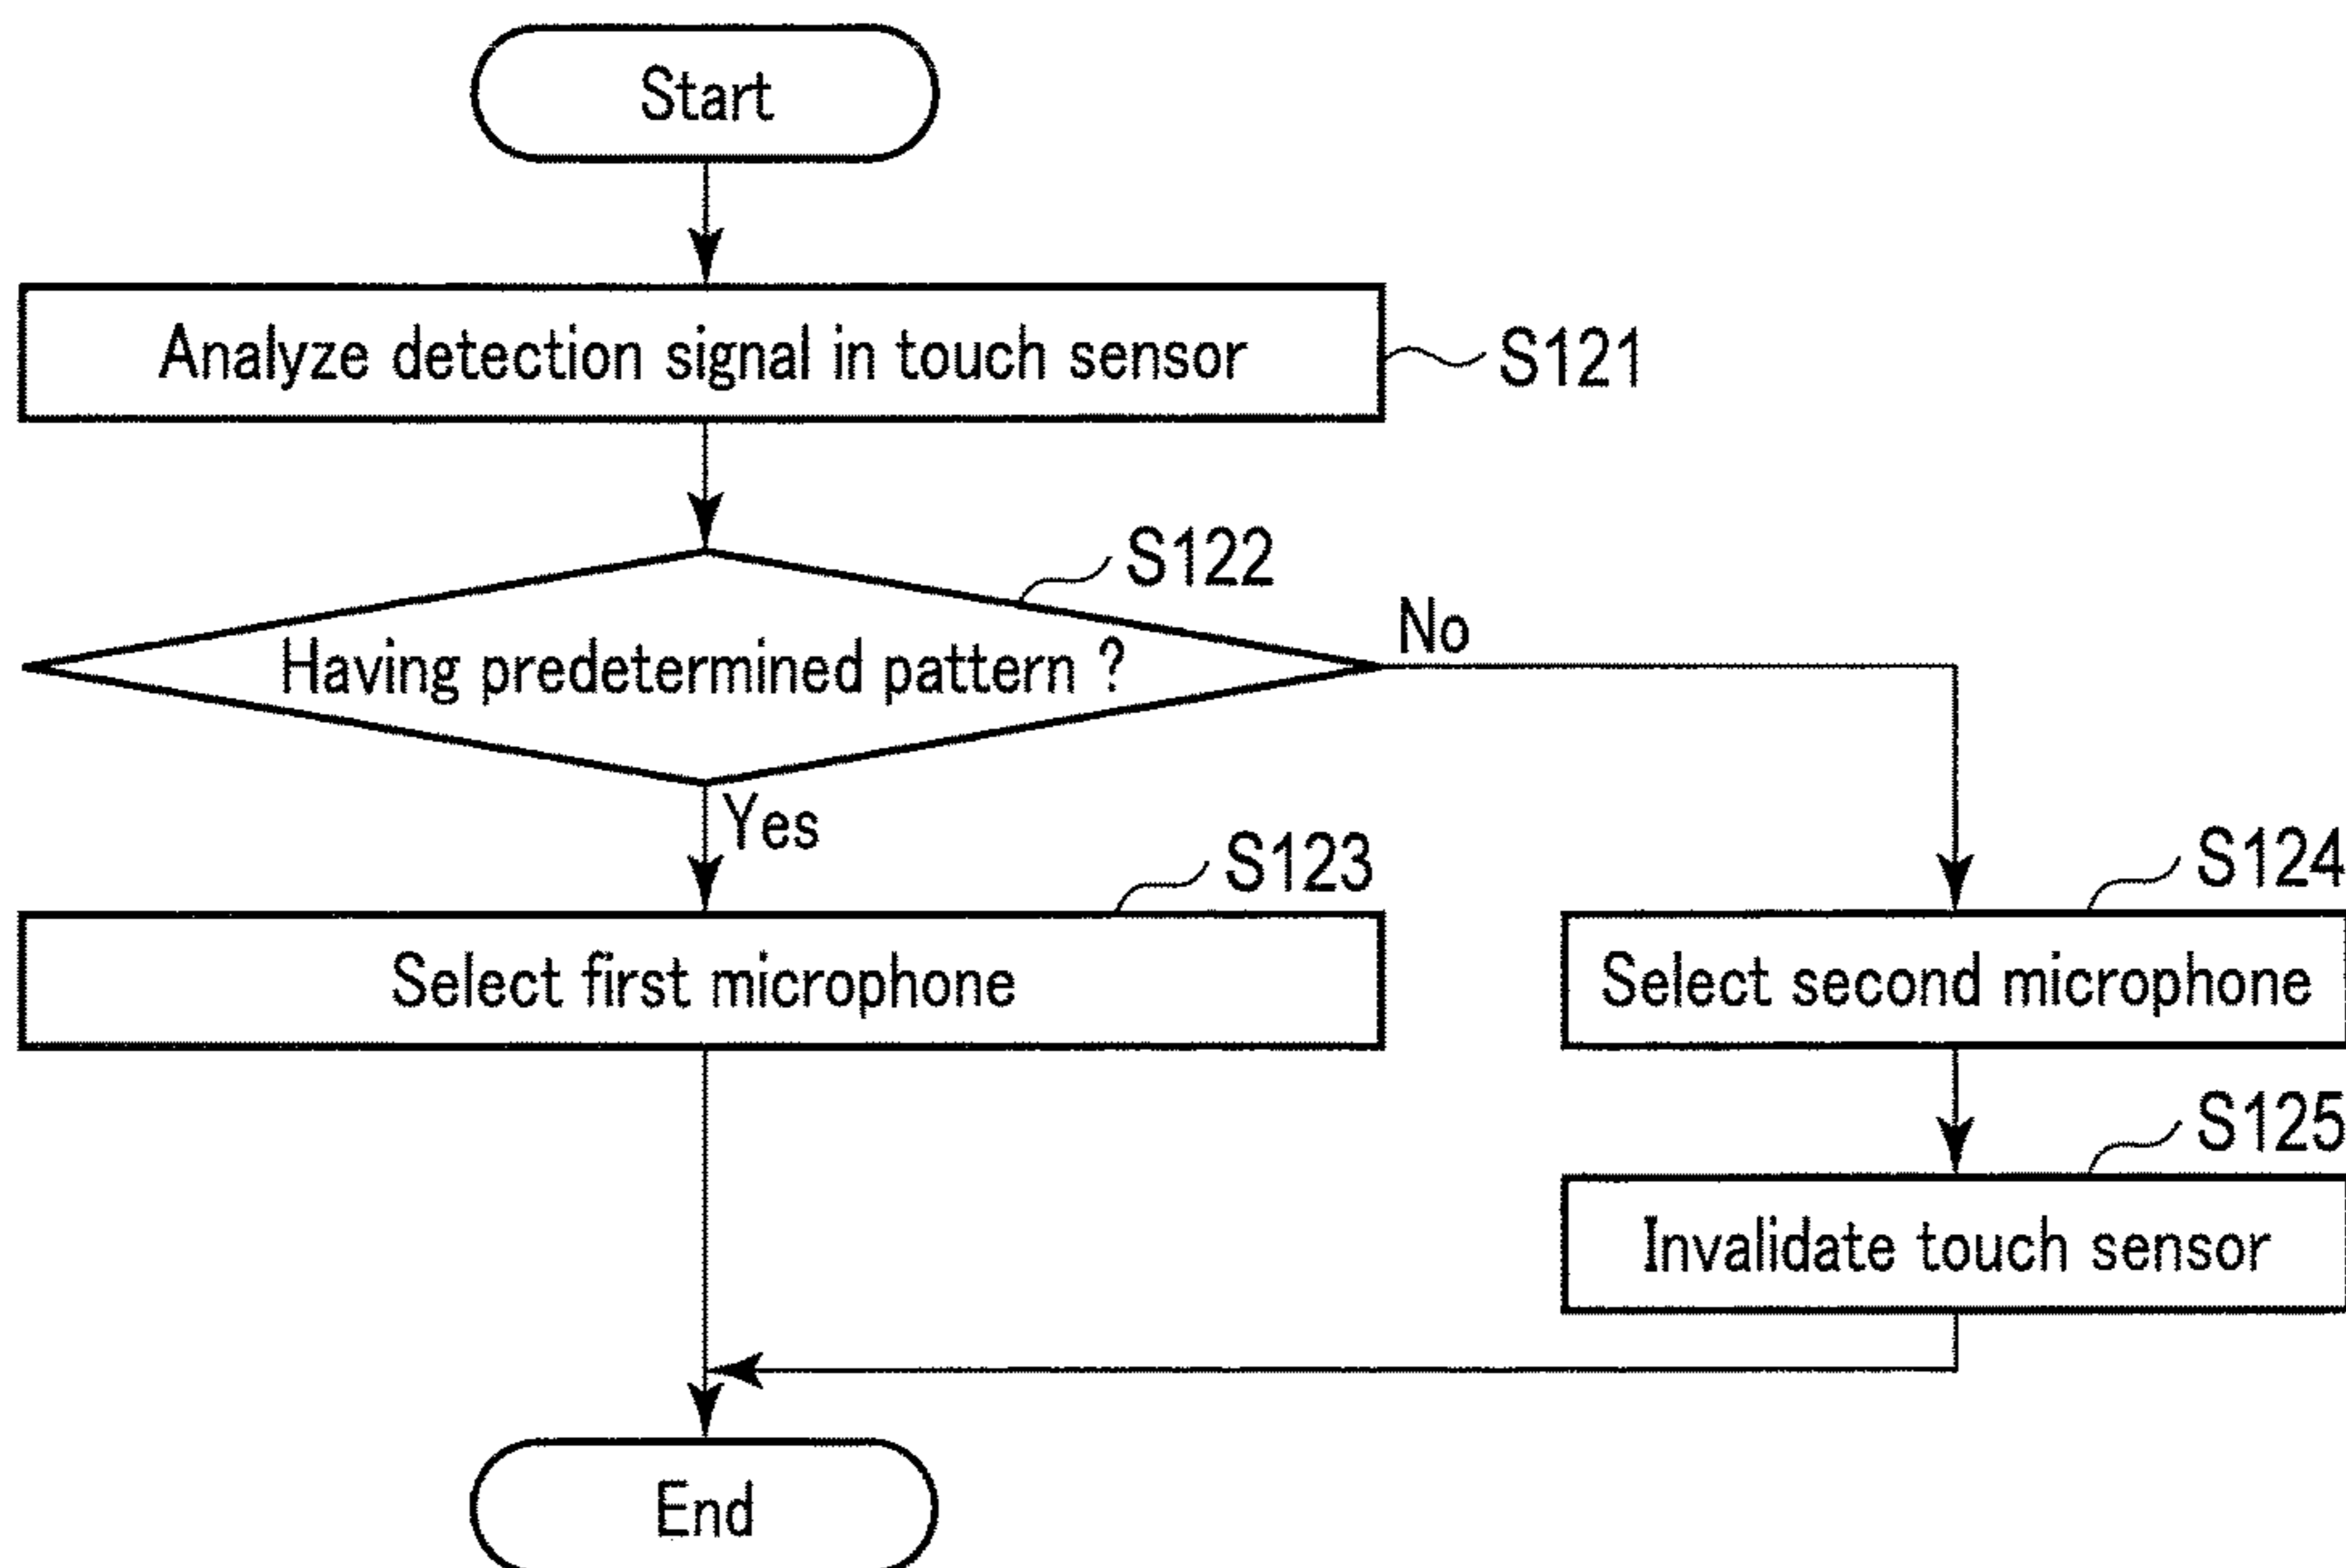 Start
Analyze detection signal in touch sensor
S121
S122
Having predetermined pattern ?
No
Yes
S123
Select first microphone
S124
Select second microphone
S125
Invalidate touch sensor
End